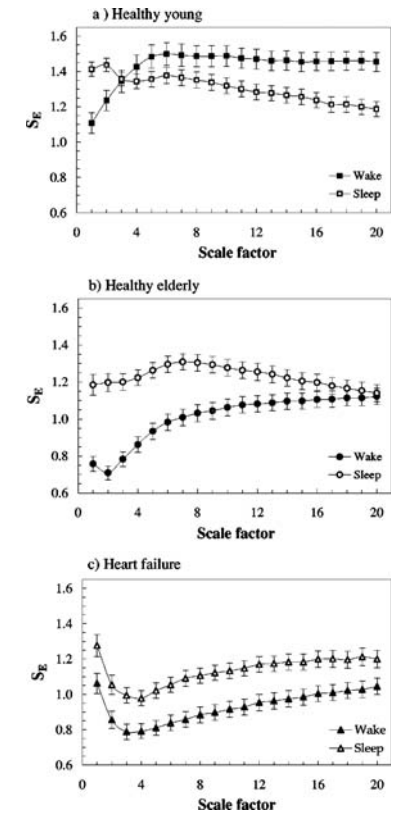 a ) Healthy young
1.6
1.4
1.2
1.0
0.8
0.6
S_E
0 4 8 12 16 20
Scale factor
Wake
Sleep
b) Healthy elderly
1.6
1.4
1.2
1.0
0.8
0.6
S_E
0 4 8 12 16 20
Scale factor
Wake
Sleep
c) Heart failure
1.6
1.4
1.2
1.0
0.8
0.6
S_E
0 4 8 12 16 20
Scale factor
Wake
Sleep